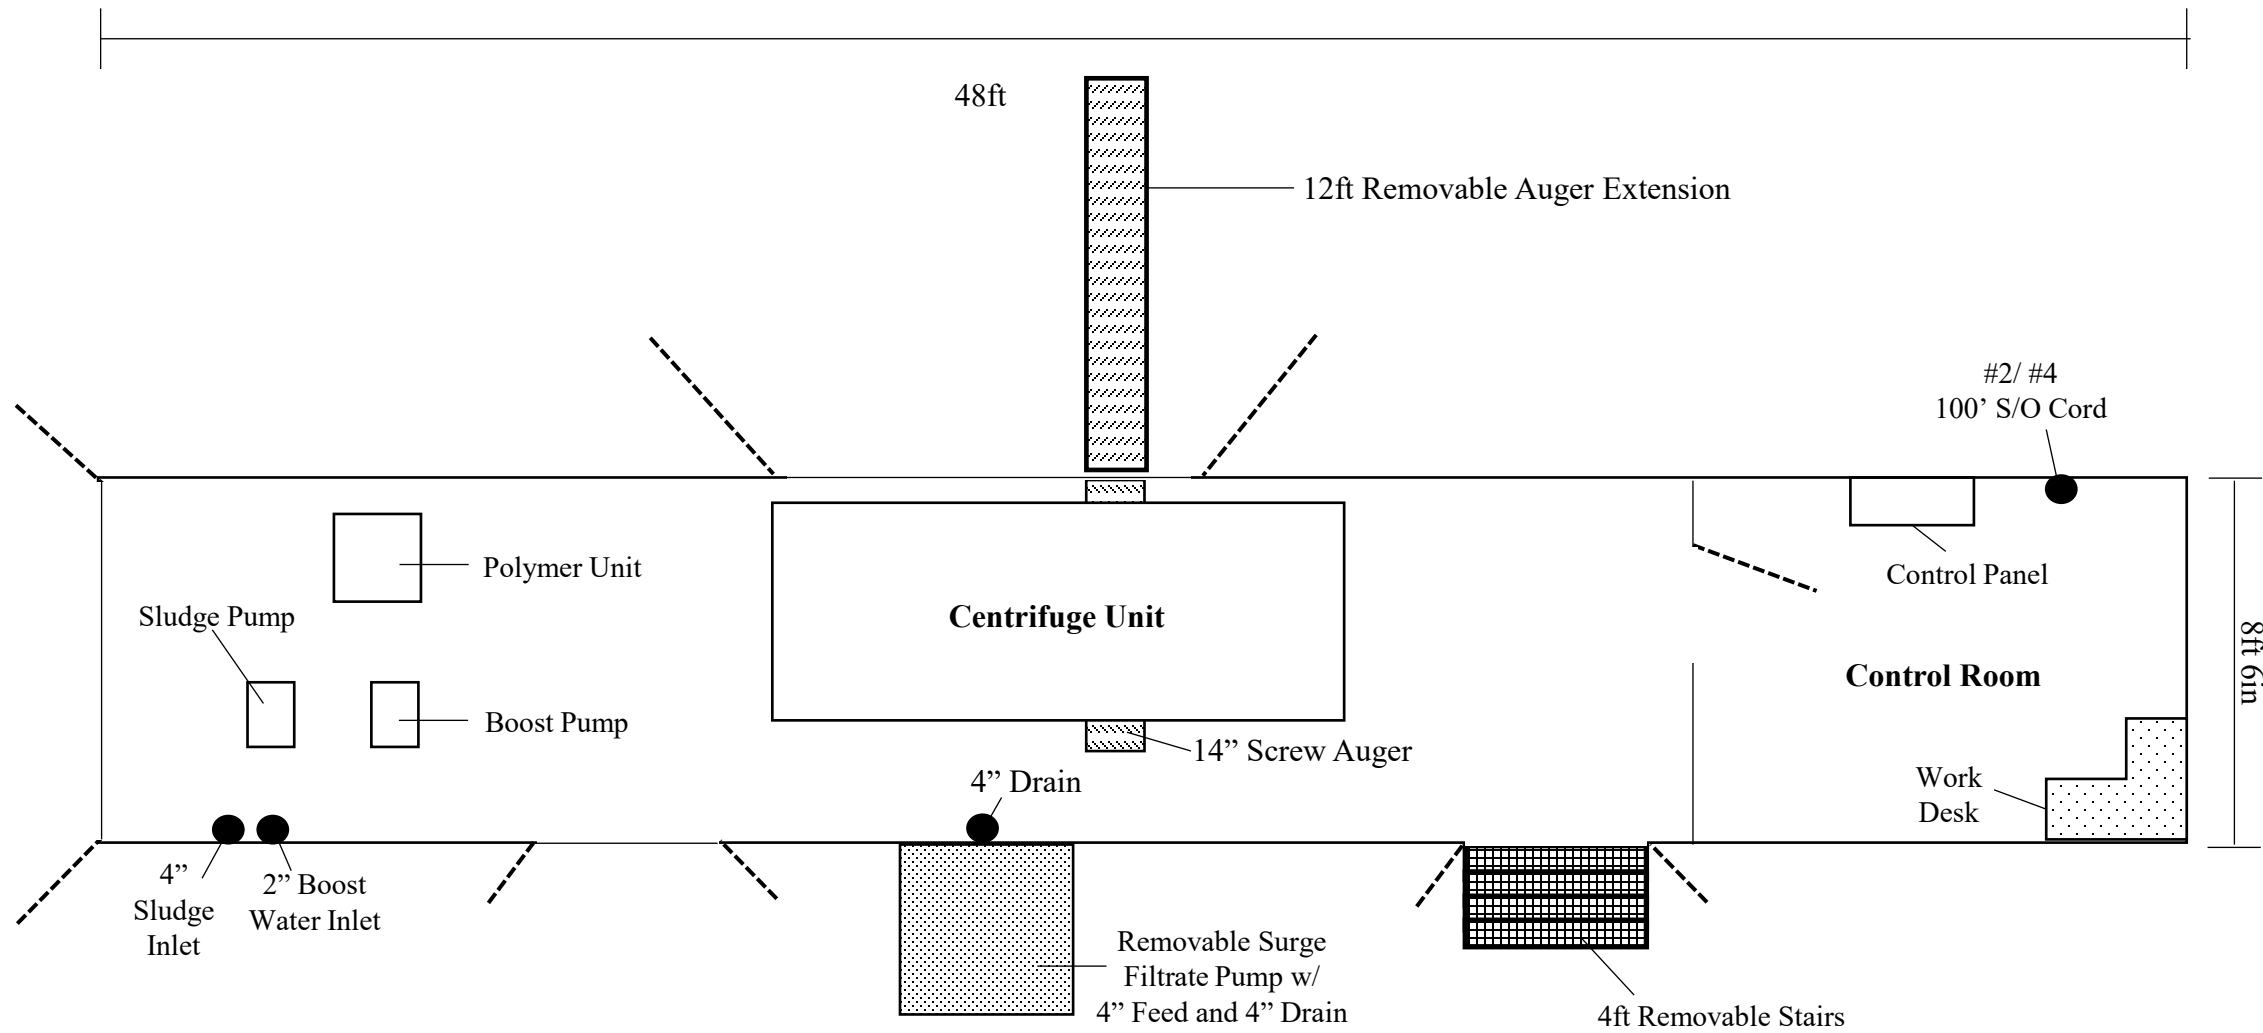 48ft
12ft Removable Auger Extension
#2/ #4
100’ S/O Cord
Polymer Unit
Control Panel
Sludge Pump
Centrifuge Unit
8ft 6in
Control Room
Boost Pump
14” Screw Auger
4” Drain
Work
Desk
4”
Sludge
Inlet
2” Boost
Water Inlet
Removable Surge
Filtrate Pump w/
4” Feed and 4” Drain
4ft Removable Stairs